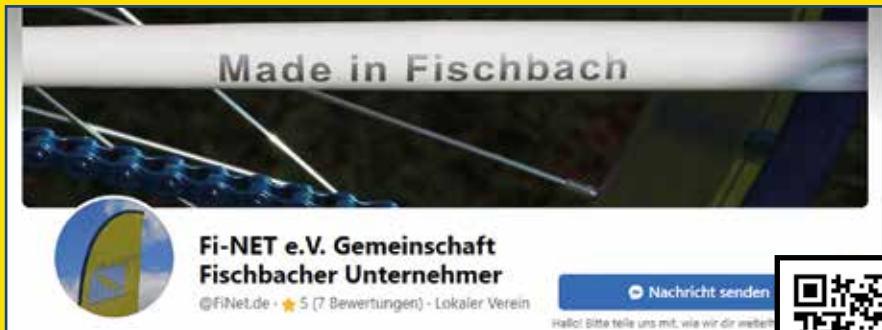 Made in Fischbach
Fi-NET e.V. Gemeinschaft
Fischbacher Unternehmer
@FiNet.de · 5 (7 Bewertungen) · Lokaler Verein
Nachricht senden
Hallo! Bitte teile uns mit, wie wir dir